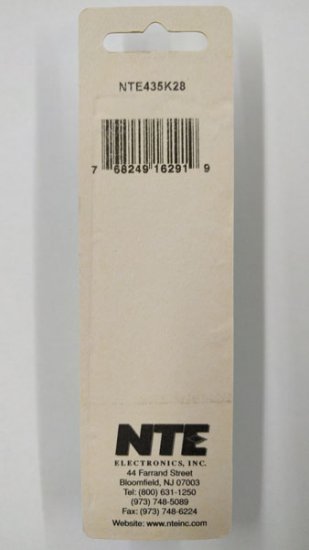 NTE435K28
7 68249 16291 9
NTE
ELECTRONICS, INC.
44 Farrand Street
Bloomfield, NJ 07003
Tel: (800) 631-1250
(973) 748-5089
Fax: (973) 748-6224
Website: www.nteinc.com